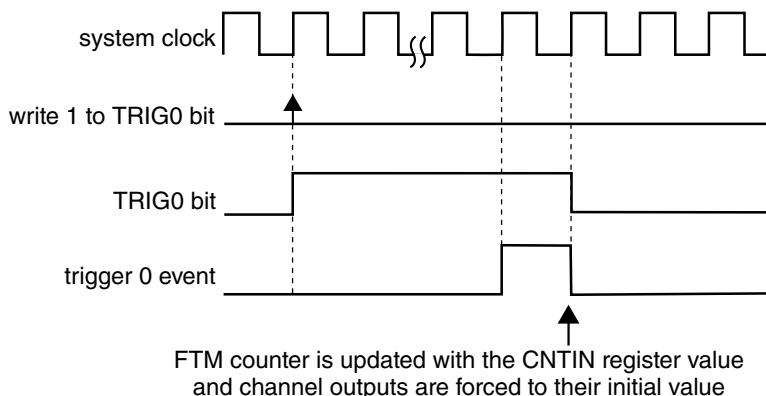 system clock
write 1 to TRIG0 bit
TRIG0 bit
trigger 0 event
FTM counter is updated with the CNTIN register value
and channel outputs are forced to their initial value